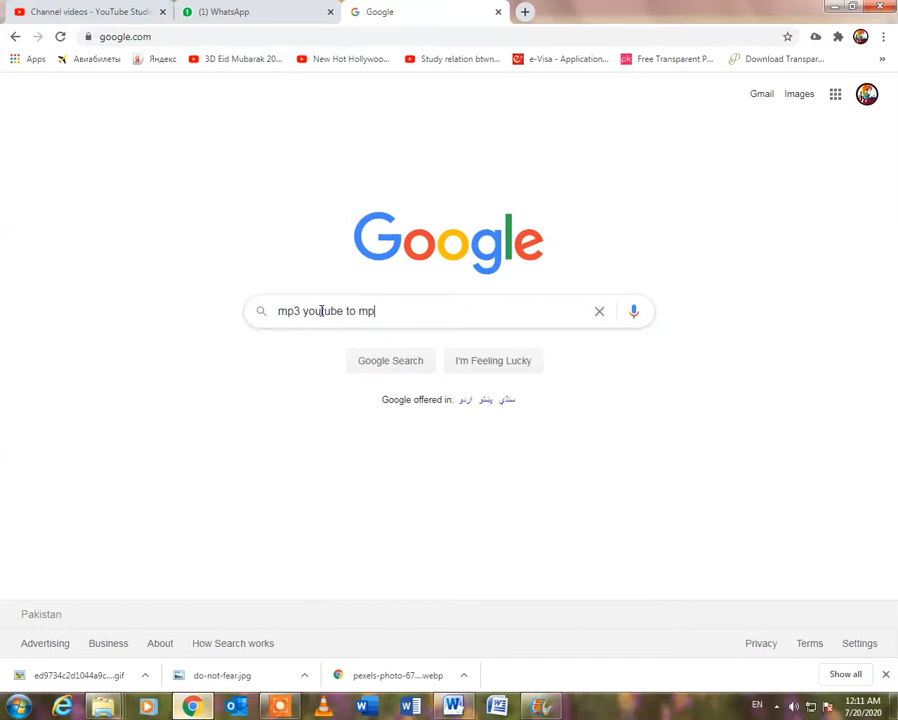 Channel videos - YouTube Studi
(1) WhatsApp
Google
google.com
Apps
Авиабилеты
Яндекс
3D Eid Mubarak 20...
New Hot Hollywoo...
Study relation btwn...
e-Visa - Application...
Free Transparent P...
Download Transpar...
»
Gmail
Images
Google
mp3 youtube to mp
Google Search
I'm Feeling Lucky
Google offered in:
اردو
پښتو
سنڌي
Pakistan
Advertising
Business
About
How Search works
Privacy
Terms
Settings
ed9734c2d1044a9c....gif
do-not-fear.jpg
pexels-photo-67....webp
Show all
EN
12:11 AM
7/20/2020